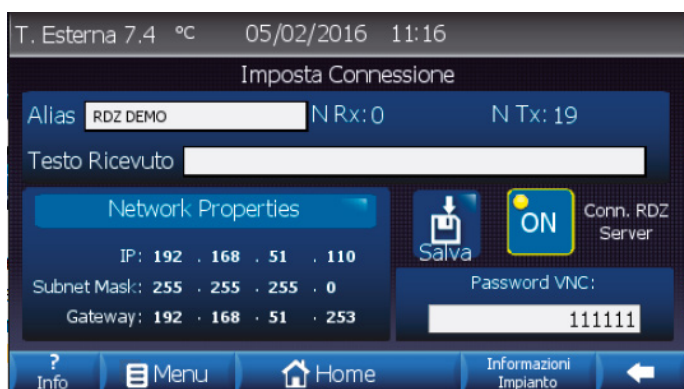 T. Esterna 7.4 °C 05/02/2016 11:16
Imposta Connessione
Alias RDZ DEMO N Rx: 0 N Tx: 19
Testo Ricevuto
Network Properties
IP: 192 . 168 . 51 . 110
Subnet Mask: 255 . 255 . 255 . 0
Gateway: 192 . 168 . 51 . 253
Salva
ON
Conn. RDZ
Server
Password VNC:
111111
?
Info
Menu
Home
Informazioni
Impianto